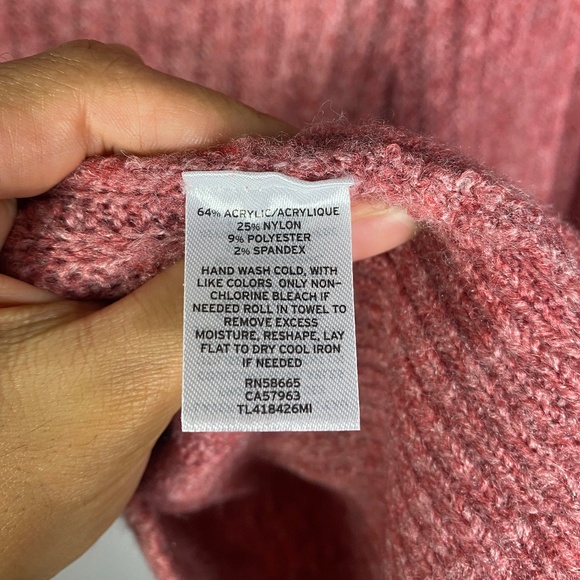 64% ACRYLIC/ACRYLIQUE
25% NYLON
9% POLYESTER
2% SPANDEX
HAND WASH COLD, WITH
LIKE COLORS ONLY NON-
CHLORINE BLEACH IF
NEEDED ROLL IN TOWEL TO
REMOVE EXCESS
MOISTURE, RESHAPE, LAY
FLAT TO DRY COOL IRON
IF NEEDED
RN58665
CA57963
TL418426MI